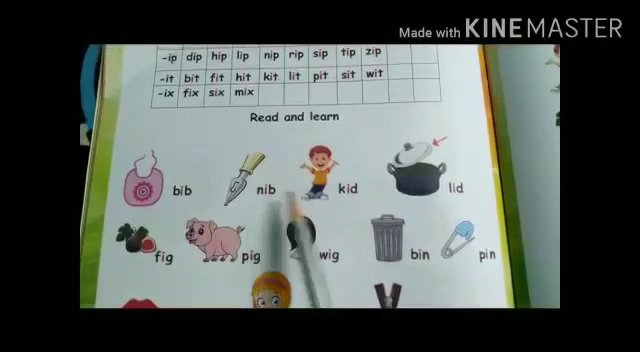 Made with KINEMASTER
-ip dip hip lip nip rip sip tip zip
-it bit fit hit kit lit pit sit wit
-ix fix six mix
Read and learn
bib nib kid lid
fig pig wig bin pin